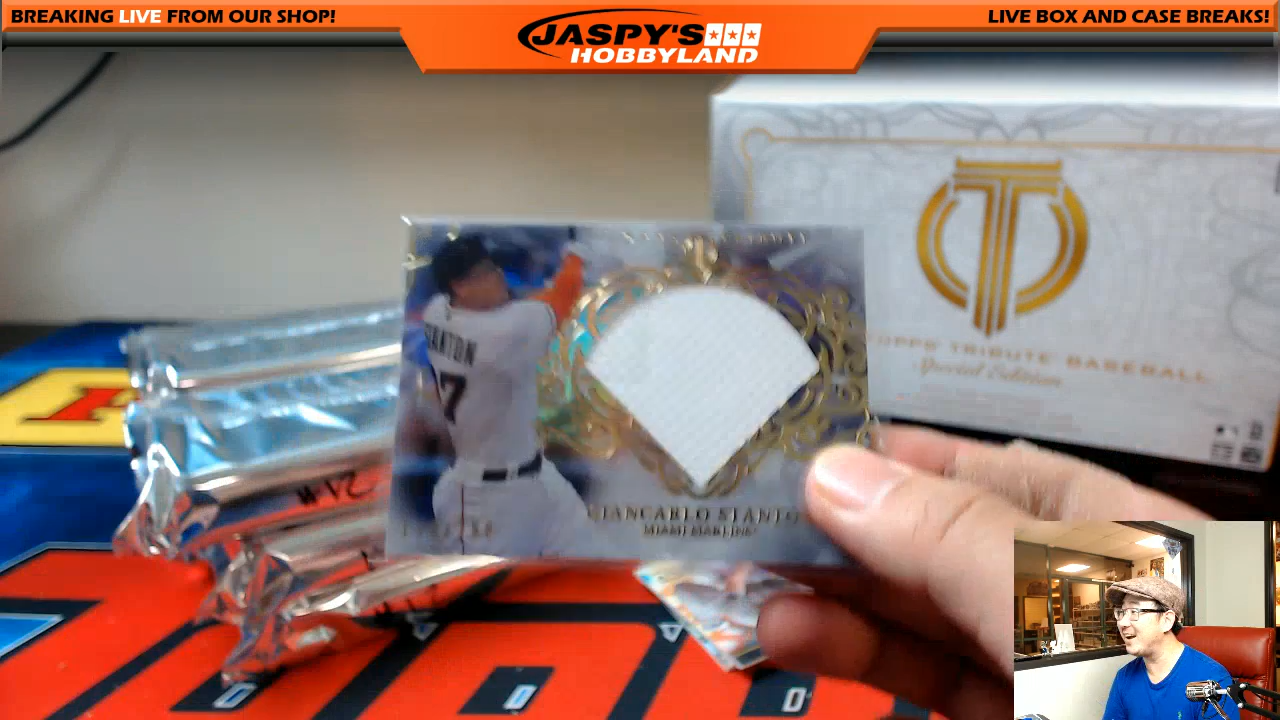 BREAKING LIVE FROM OUR SHOP!
JASPY'S
HOBBYLAND
LIVE BOX AND CASE BREAKS!
TOPPS TRIBUTE BASEBALL
Special Edition
GIANCARLO STANTO
MIAMI MARLINS